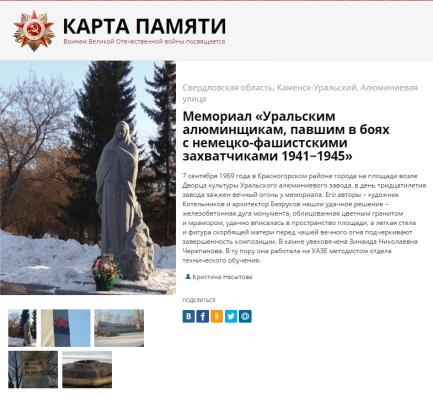 КАРТА ПАМЯТИ
Воинам Великой Отечественной войны посвящается
Свердловская область, Каменск-Уральский, Алюминиевая
улица
Мемориал «Уральским
алюминщикам, павшим в боях
с немецко-фашистскими
захватчиками 1941–1945»
7 сентября 1969 года в Красногорском районе города на площади возле
Дворца культуры Уральского алюминиевого завода, в день тридцатилетия
завода зажжен вечный огонь у мемориала. Его авторы – художник
Котельников и архитектор Безруков нашли удачное решение –
железобетонная дуга монумента, облицованная цветным гранитом
и мрамором, удачно вписалась в пространство площади, а легкая стела
и фигура скорбящей матери перед чашей вечного огня подчеркивают
завершенность композиции. В камне увековечена Зинаида Николаевна
Черепанова. В ту пору она работала на УАЗе методистом отдела
технического обучения.
Кристина Несытова
ПОДЕЛИТЬСЯ